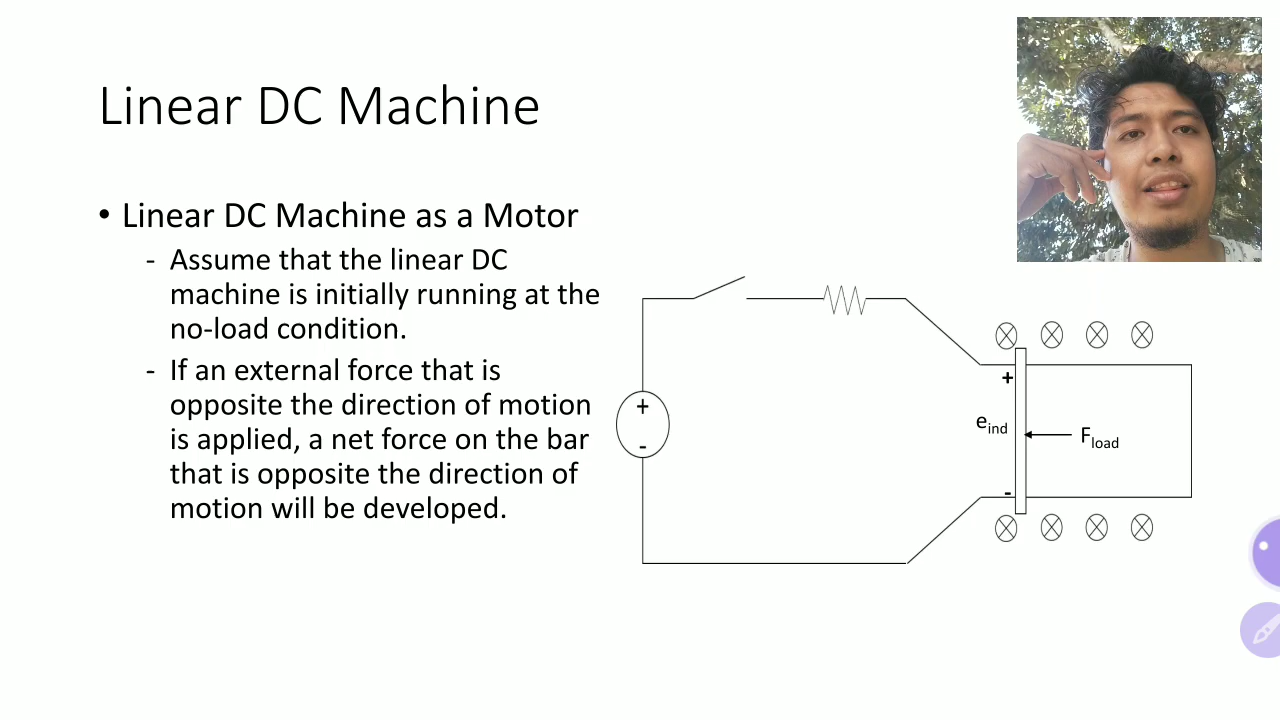 Linear DC Machine
• Linear DC Machine as a Motor
- Assume that the linear DC
machine is initially running at the
no-load condition.
- If an external force that is
opposite the direction of motion
is applied, a net force on the bar
that is opposite the direction of
motion will be developed.
+
-
+
e_ind
-
F_load